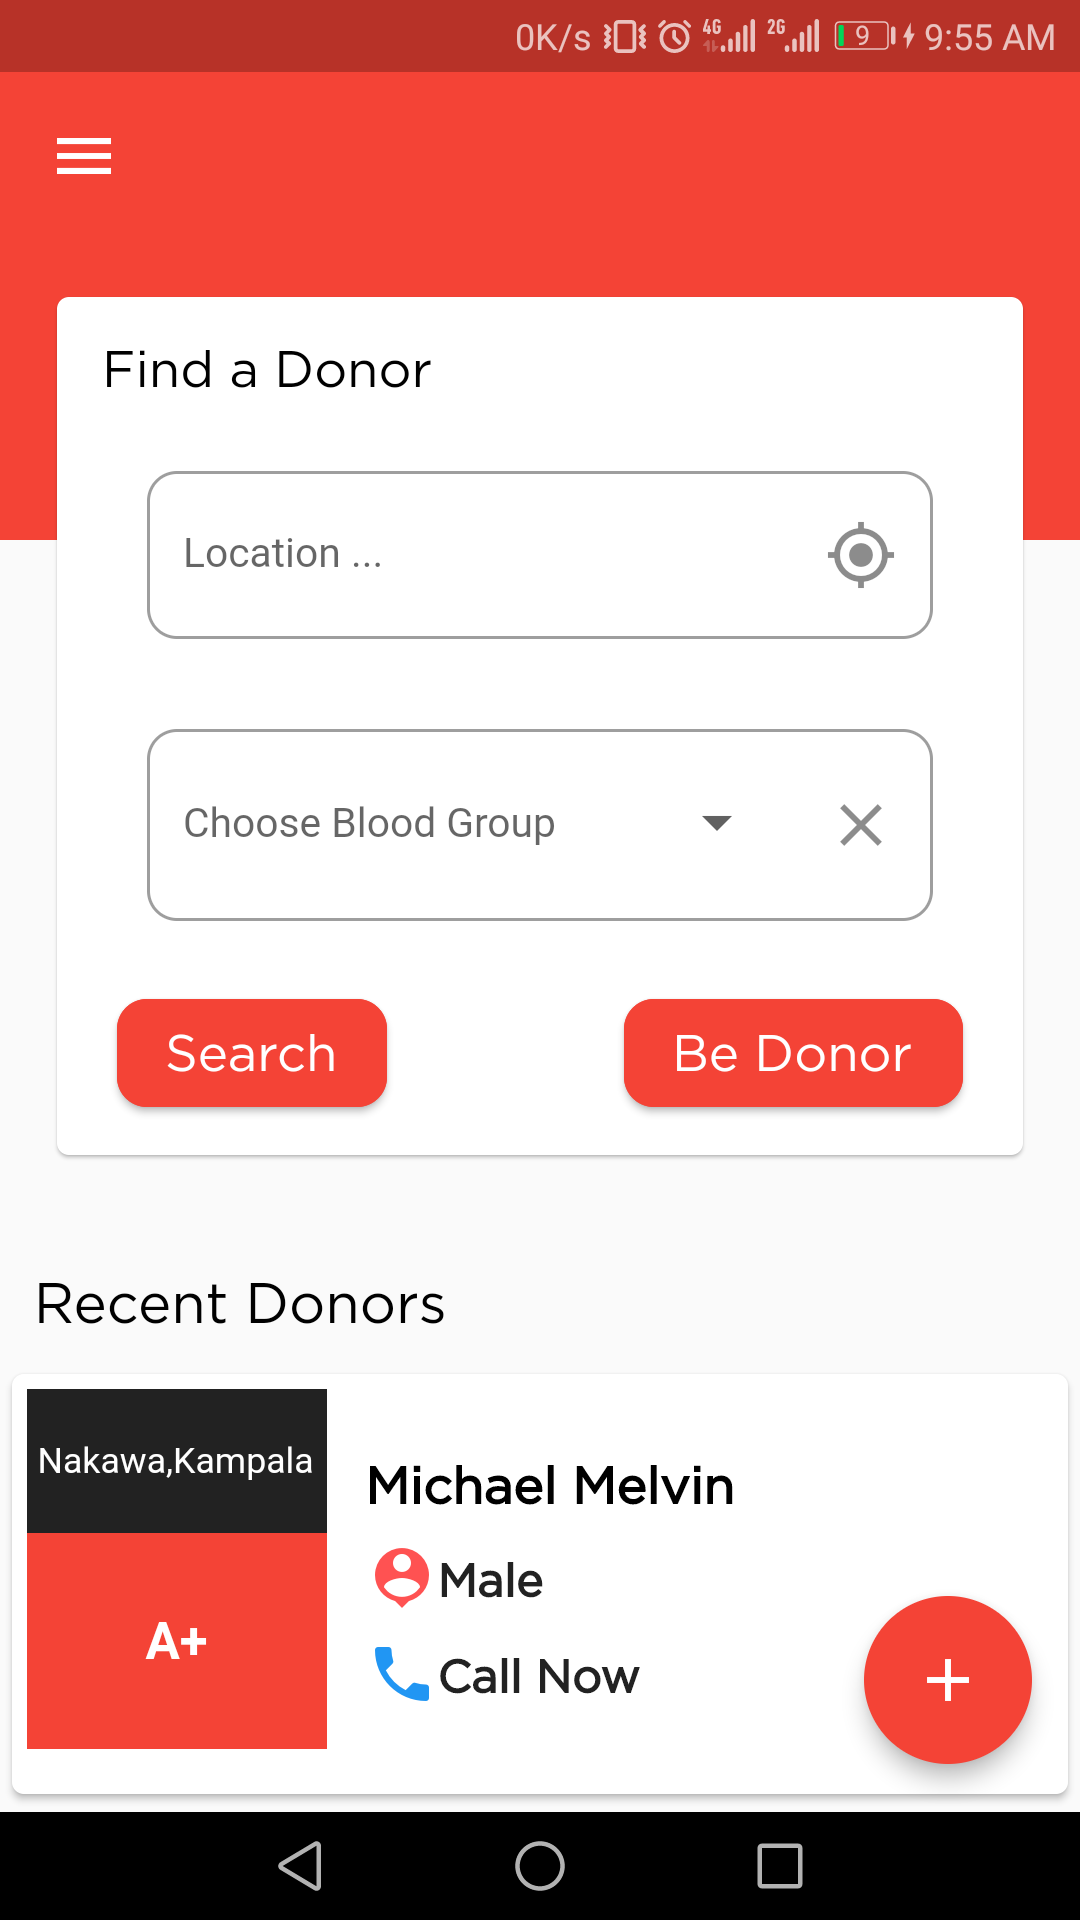 0K/s 4G 2G 9 9:55 AM
Find a Donor
Location ...
Choose Blood Group
Search Be Donor
Recent Donors
Nakawa,Kampala
Michael Melvin
Male
A+
Call Now